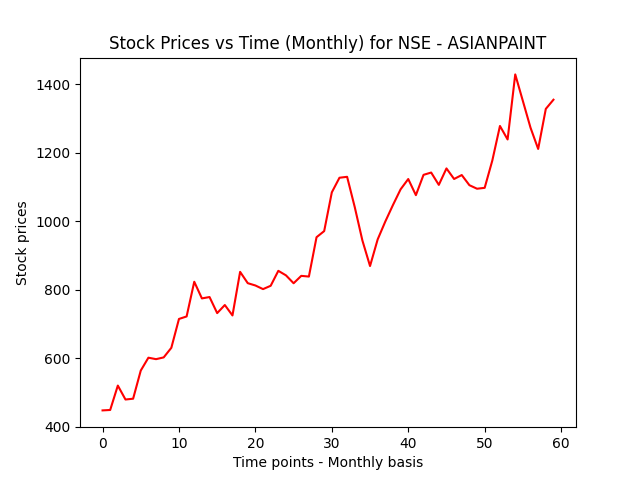 Stock Prices vs Time (Monthly) for NSE - ASIANPAINT
1400
1200
1000
800
600
400
Stock prices
0 10 20 30 40 50 60
Time points - Monthly basis